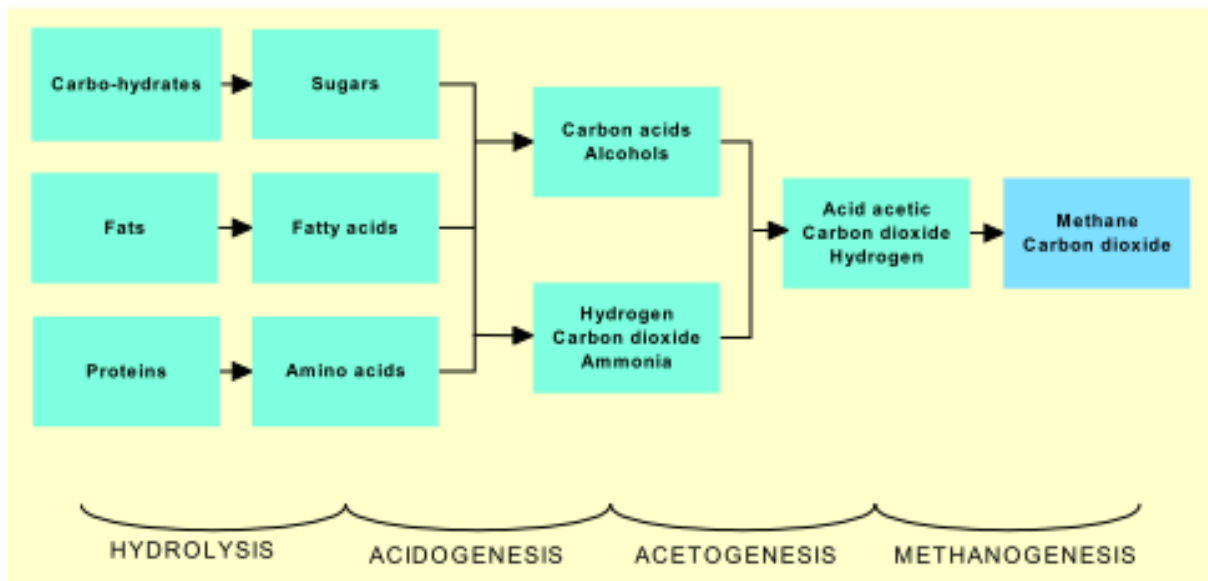 Carbo-hydrates
Sugars
Fats
Fatty acids
Proteins
Amino acids
Carbon acids
Alcohols
Hydrogen
Carbon dioxide
Ammonia
Acid acetic
Carbon dioxide
Hydrogen
Methane
Carbon dioxide
HYDROLYSIS
ACIDOGENESIS
ACETOGENESIS
METHANOGENESIS